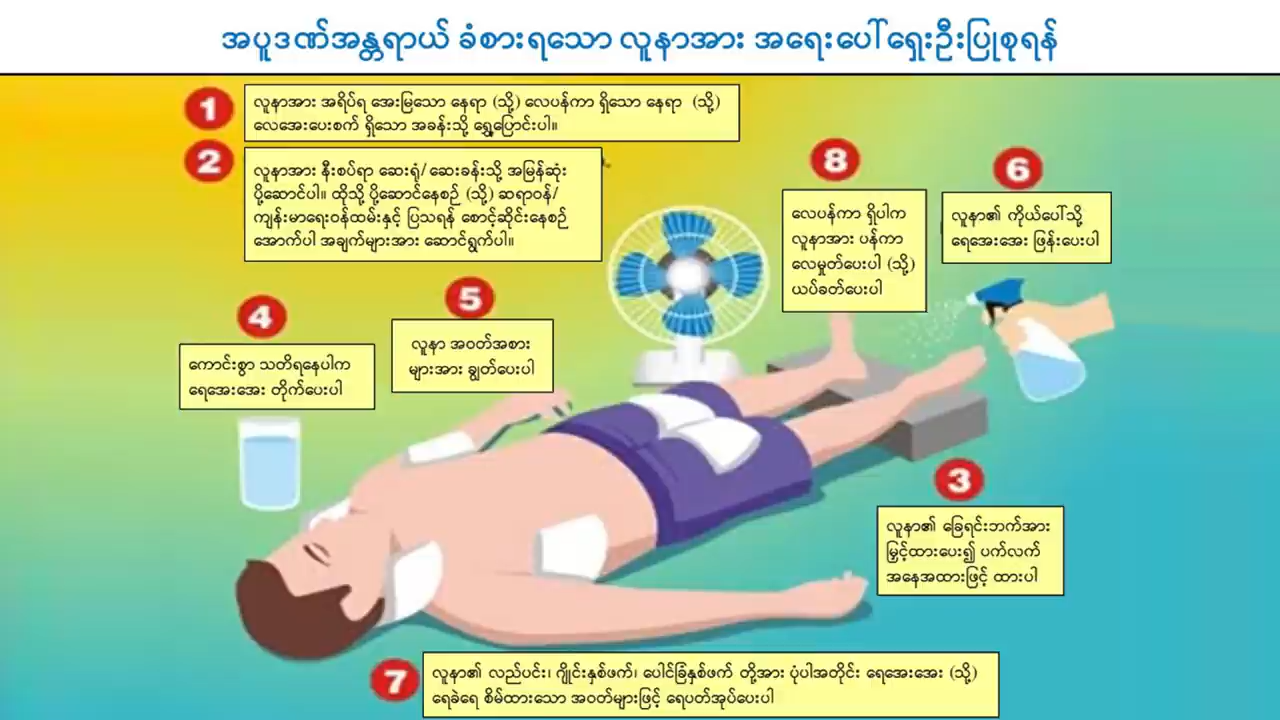 အပူဒဏ်အန္တရာယ် ခံစားရသော လူနာအား အရေးပေါ်ရှေးဦးပြုစုရန်
1
လူနာအား အရိပ်ရ အေးမြသော နေရာ (သို့) လေပန်ကာ ရှိသော နေရာ (သို့)
လေအေးပေးစက် ရှိသော အခန်းသို့ ရွှေ့ပြောင်းပါ။
2
လူနာအား နီးစပ်ရာ ဆေးရုံ/ ဆေးခန်းသို့ အမြန်ဆုံး
ပို့ဆောင်ပါ။ ထိုသို့ ပို့ဆောင်နေစဉ် (သို့) ဆရာဝန်/
ကျန်းမာရေးဝန်ထမ်းနှင့် ပြသရန် စောင့်ဆိုင်းနေစဉ်
အောက်ပါ အချက်များအား ဆောင်ရွက်ပါ။
8
လေပန်ကာ ရှိပါက
လူနာအား ပန်ကာ
လေမှုတ်ပေးပါ (သို့)
ယပ်ခတ်ပေးပါ
6
လူနာ၏ ကိုယ်ပေါ်သို့
ရေအေးအေး ဖြန်းပေးပါ
4
ကောင်းစွာ သတိရနေပါက
ရေအေးအေး တိုက်ပေးပါ
5
လူနာ အဝတ်အစား
များအား ချွတ်ပေးပါ
3
လူနာ၏ ခြေရင်းဘက်အား
မြှင့်ထားပေး၍ ပက်လက်
အနေအထားဖြင့် ထားပါ
7
လူနာ၏ လည်ပင်း၊ ဂျိုင်းနှစ်ဖက်၊ ပေါင်ခြံနှစ်ဖက် တို့အား ပုံပါအတိုင်း ရေအေးအေး (သို့)
ရေခဲရေ စိမ်ထားသော အဝတ်များဖြင့် ရေပတ်အုပ်ပေးပါ